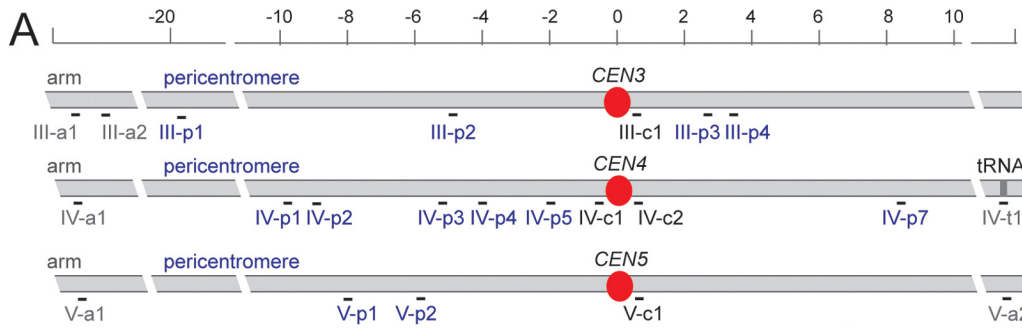 A
-20 -10 -8 -6 -4 -2 0 2 4 6 8 10
arm pericentromere CEN3
III-a1 III-a2 III-p1 III-p2 III-c1 III-p3 III-p4
arm pericentromere CEN4 tRNA
IV-a1 IV-p1 IV-p2 IV-p3 IV-p4 IV-p5 IV-c1 IV-c2 IV-p7 IV-t1
arm pericentromere CEN5
V-a1 V-p1 V-p2 V-c1 V-a2